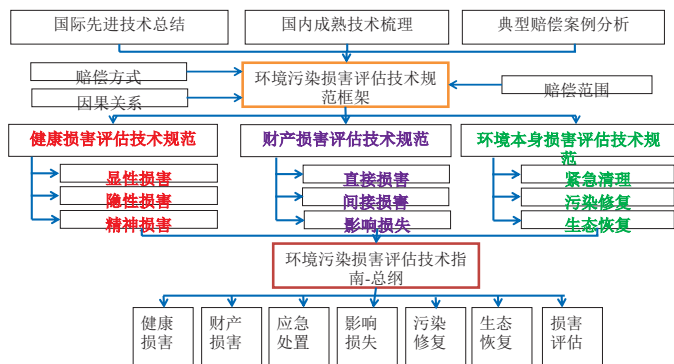 国际先进技术总结
国内成熟技术梳理
典型赔偿案例分析
赔偿方式
因果关系
环境污染损害评估技术规
范框架
赔偿范围
健康损害评估技术规范
财产损害评估技术规范
环境本身损害评估技术规
范
显性损害
直接损害
紧急清理
隐性损害
间接损害
污染修复
精神损害
影响损失
生态恢复
环境污染损害评估技术指
南-总纲
健康
损害
财产
损害
应急
处置
影响
损失
污染
修复
生态
恢复
损害
评估